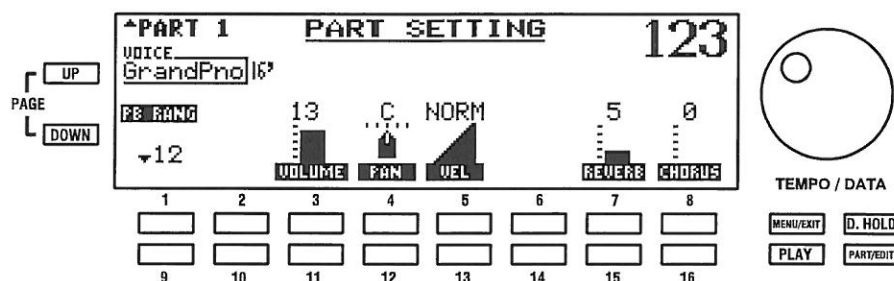 PART 1 PART SETTING 123
VOICE
GrandPno 16'
UP
PAGE
DOWN
PB RANG 13 C NORM 5 0
12
VOLUME PAN VEL REVERB CHORUS
TEMPO / DATA
1 2 3 4 5 6 7 8
MENU/EXIT D. HOLD
PLAY PART/EDIT
9 10 11 12 13 14 15 16